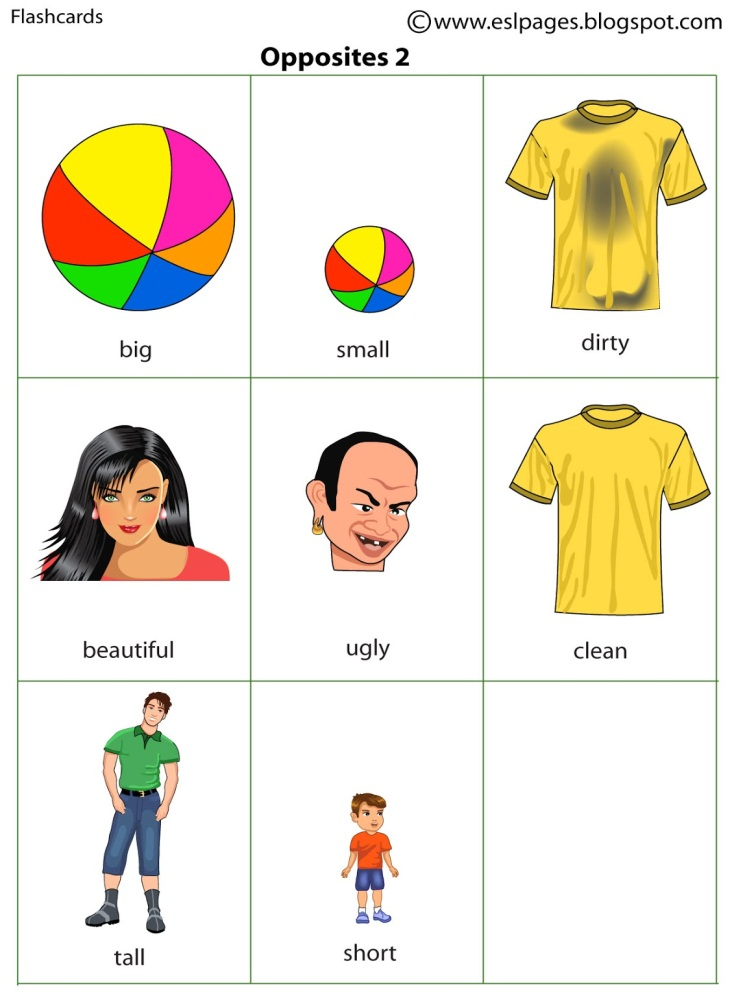 Flashcards
©www.eslpages.blogspot.com
Opposites 2
big
small
dirty
beautiful
ugly
clean
tall
short